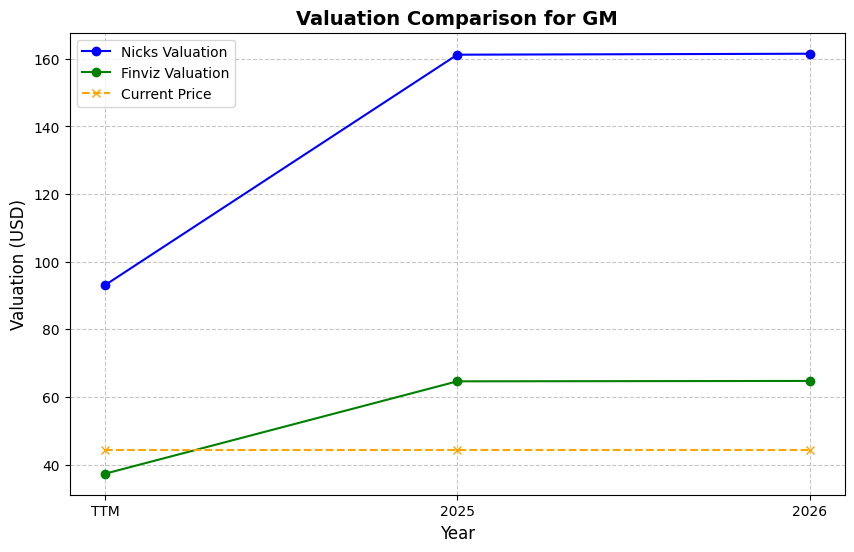 Valuation Comparison for GM
Nicks Valuation
Finviz Valuation
Current Price
Valuation (USD)
160
140
120
100
80
60
40
TTM
2025
2026
Year